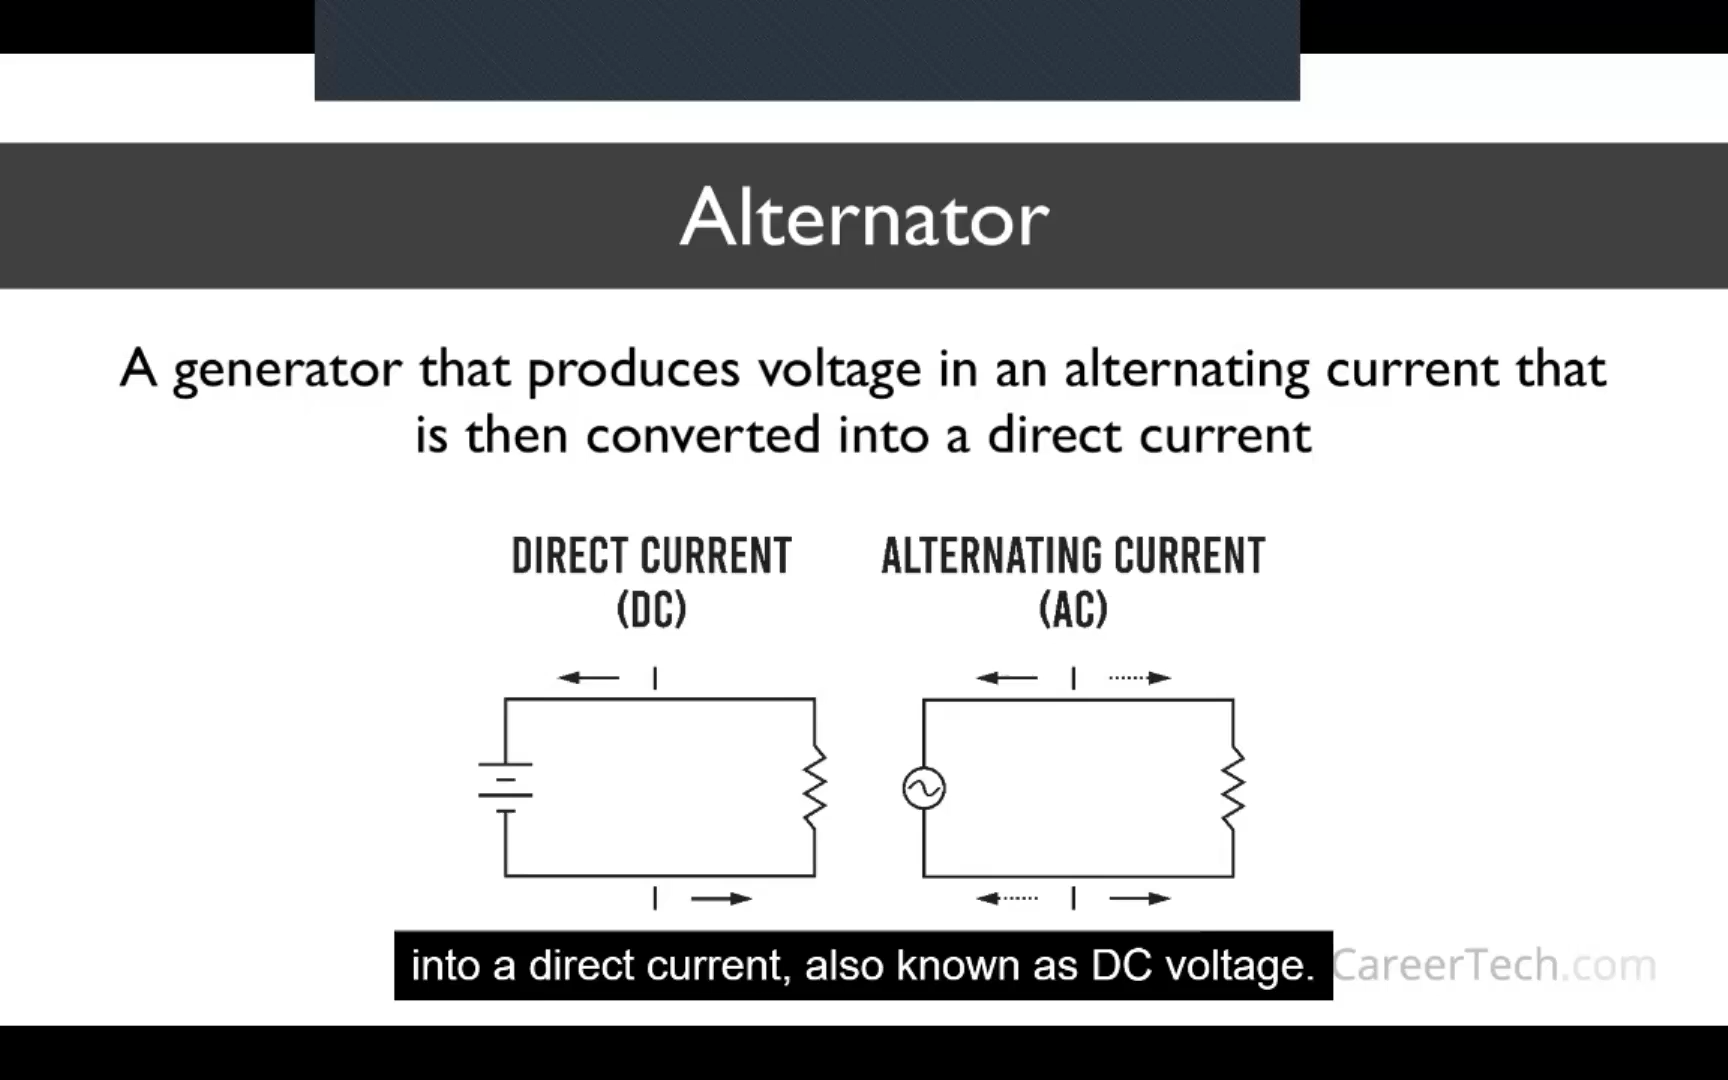 Alternator
A generator that produces voltage in an alternating current that
is then converted into a direct current
DIRECT CURRENT
(DC)
ALTERNATING CURRENT
(AC)
I
I
I
I
into a direct current, also known as DC voltage.
CareerTech.com